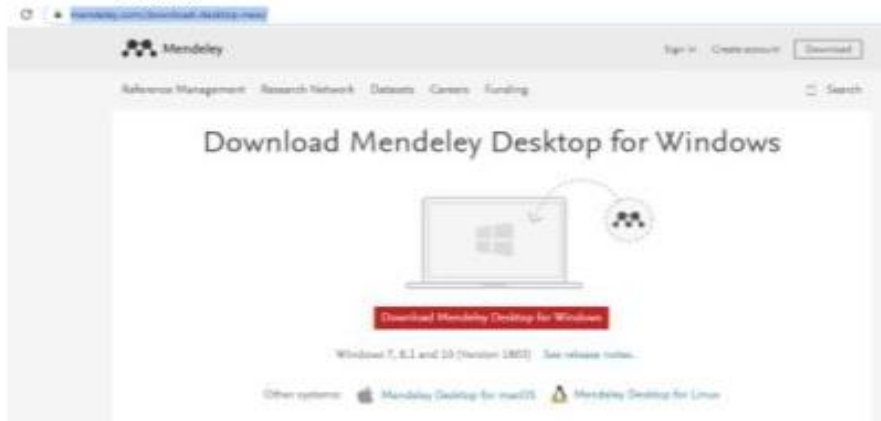 mendeley.com/download-desktop-new/
Mendeley
Sign in Create account Download
Reference Management Research Network Datasets Careers Funding
Search
Download Mendeley Desktop for Windows
Download Mendeley Desktop for Windows
Windows 7, 8.1 and 10 (Version 1803) See release notes.
Other systems: Mendeley Desktop for macOS Mendeley Desktop for Linux